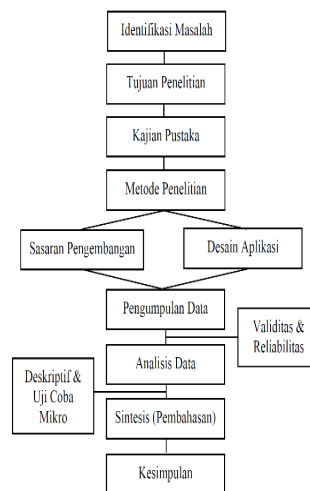 Identifikasi Masalah
Tujuan Penelitian
Kajian Pustaka
Metode Penelitian
Sasaran Pengembangan
Desain Aplikasi
Pengumpulan Data
Validitas &
Reliabilitas
Analisis Data
Deskriptif &
Uji Coba
Mikro
Sintesis (Pembahasan)
Kesimpulan